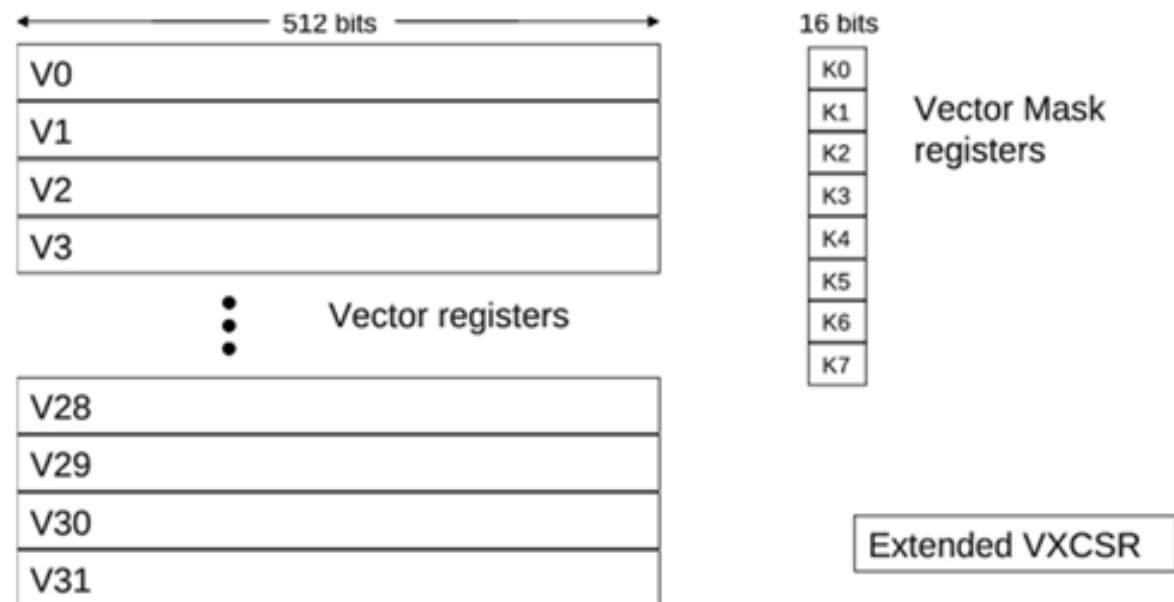 512 bits
V0
V1
V2
V3
Vector registers
V28
V29
V30
V31
16 bits
K0
K1
K2
K3
K4
K5
K6
K7
Vector Mask
registers
Extended VXCSR